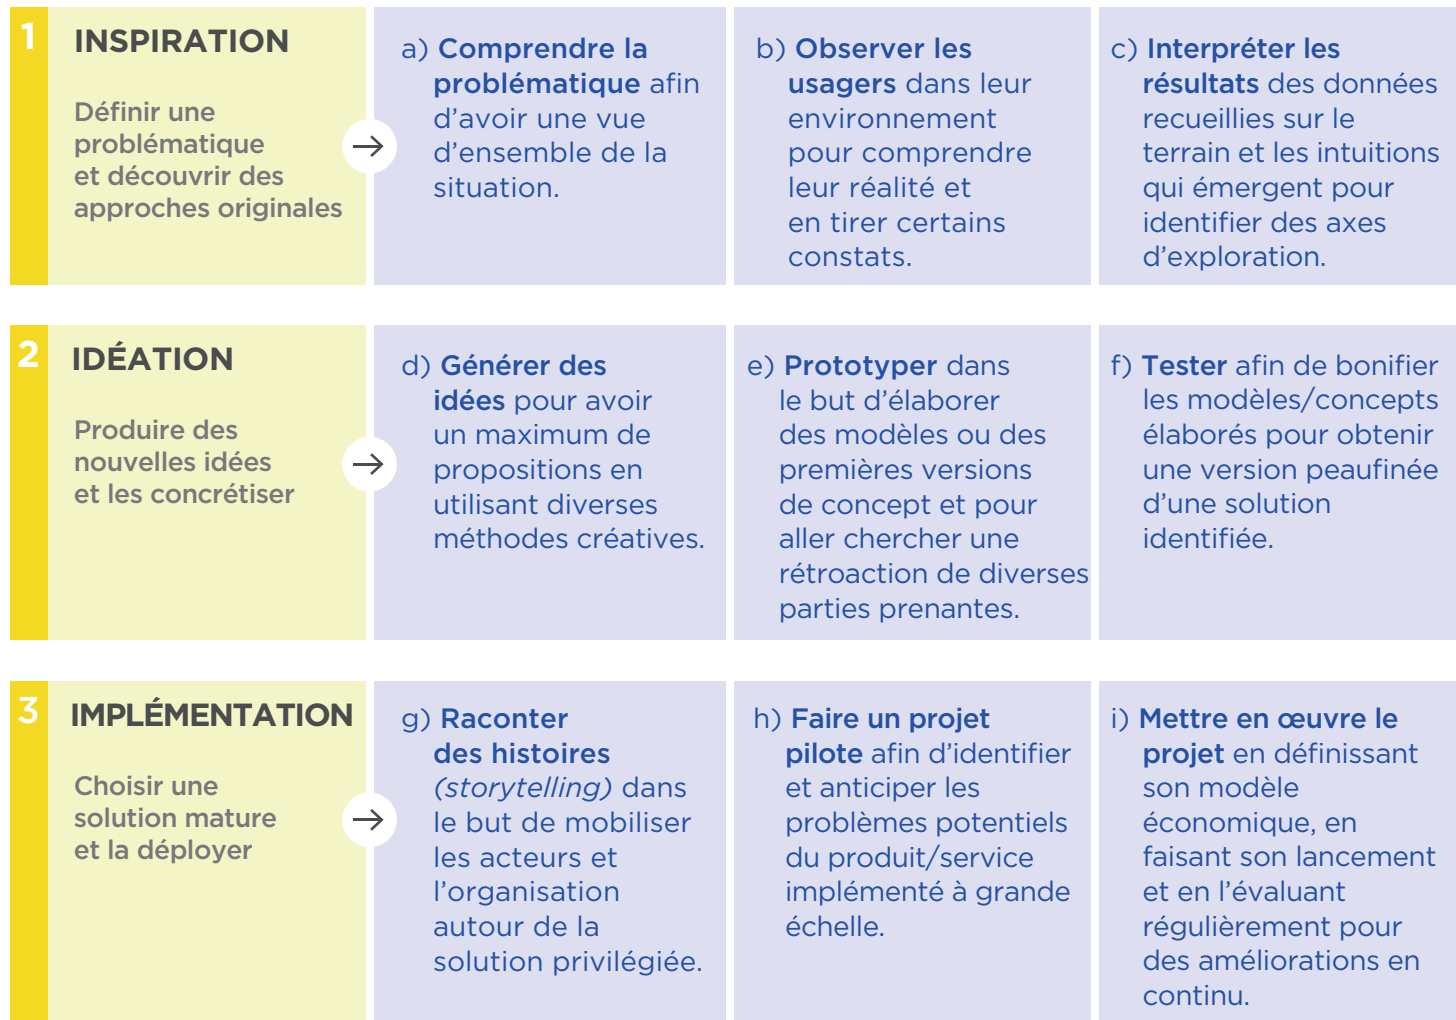 1
INSPIRATION
Définir une
problématique
et découvrir des
approches originales
a) Comprendre la
problématique afin
d’avoir une vue
d’ensemble de la
situation.
b) Observer les
usagers dans leur
environnement
pour comprendre
leur réalité et
en tirer certains
constats.
c) Interpréter les
résultats des données
recueillies sur le
terrain et les intuitions
qui émergent pour
identifier des axes
d’exploration.
2
IDÉATION
Produire des
nouvelles idées
et les concrétiser
d) Générer des
idées pour avoir
un maximum de
propositions en
utilisant diverses
méthodes créatives.
e) Prototyper dans
le but d’élaborer
des modèles ou des
premières versions
de concept et pour
aller chercher une
rétroaction de diverses
parties prenantes.
f) Tester afin de bonifier
les modèles/concepts
élaborés pour obtenir
une version peaufinée
d’une solution
identifiée.
3
IMPLÉMENTATION
Choisir une
solution mature
et la déployer
g) Raconter
des histoires
(storytelling) dans
le but de mobiliser
les acteurs et
l’organisation
autour de la
solution privilégiée.
h) Faire un projet
pilote afin d’identifier
et anticiper les
problèmes potentiels
du produit/service
implémenté à grande
échelle.
i) Mettre en œuvre le
projet en définissant
son modèle
économique, en
faisant son lancement
et en l’évaluant
régulièrement pour
des améliorations en
continu.